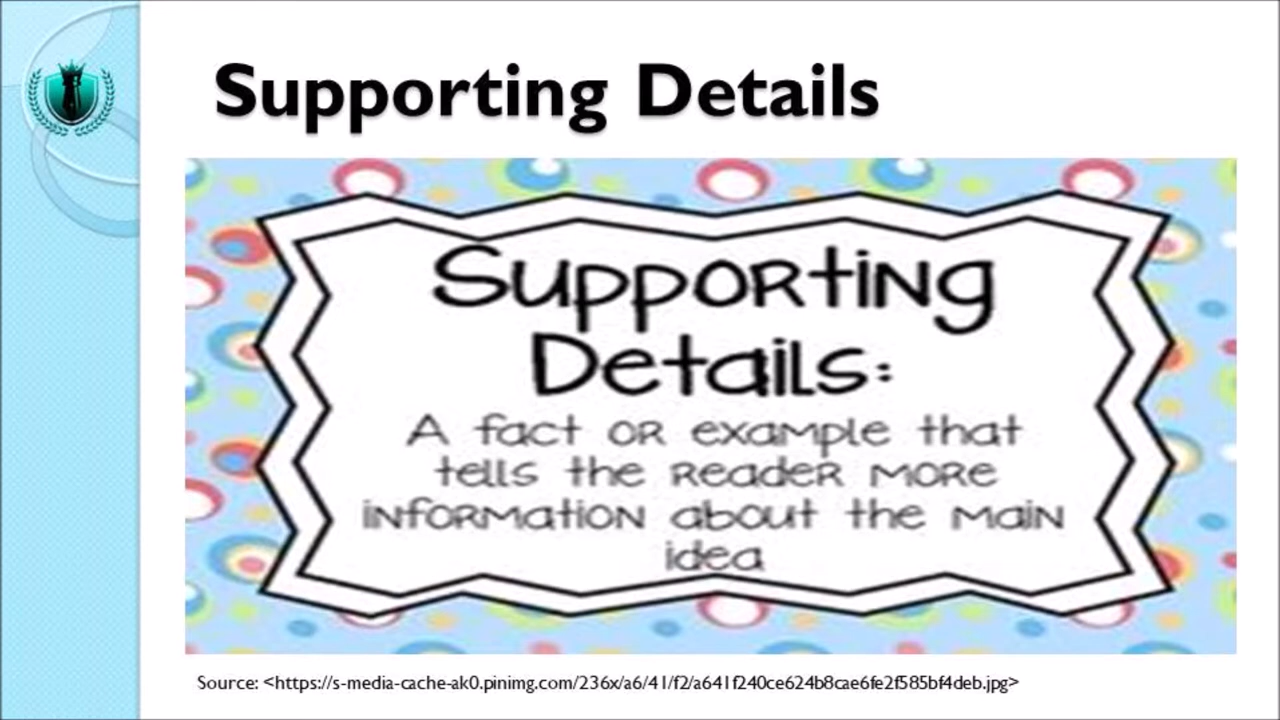 Supporting Details
Supporting
Details:
A fact or example that
tells the reader more
information about the main
idea
Source: <https://s-media-cache-ak0.pinimg.com/236x/a6/41/f2/a641f240ce624b8cae6fe2f585bf4deb.jpg>